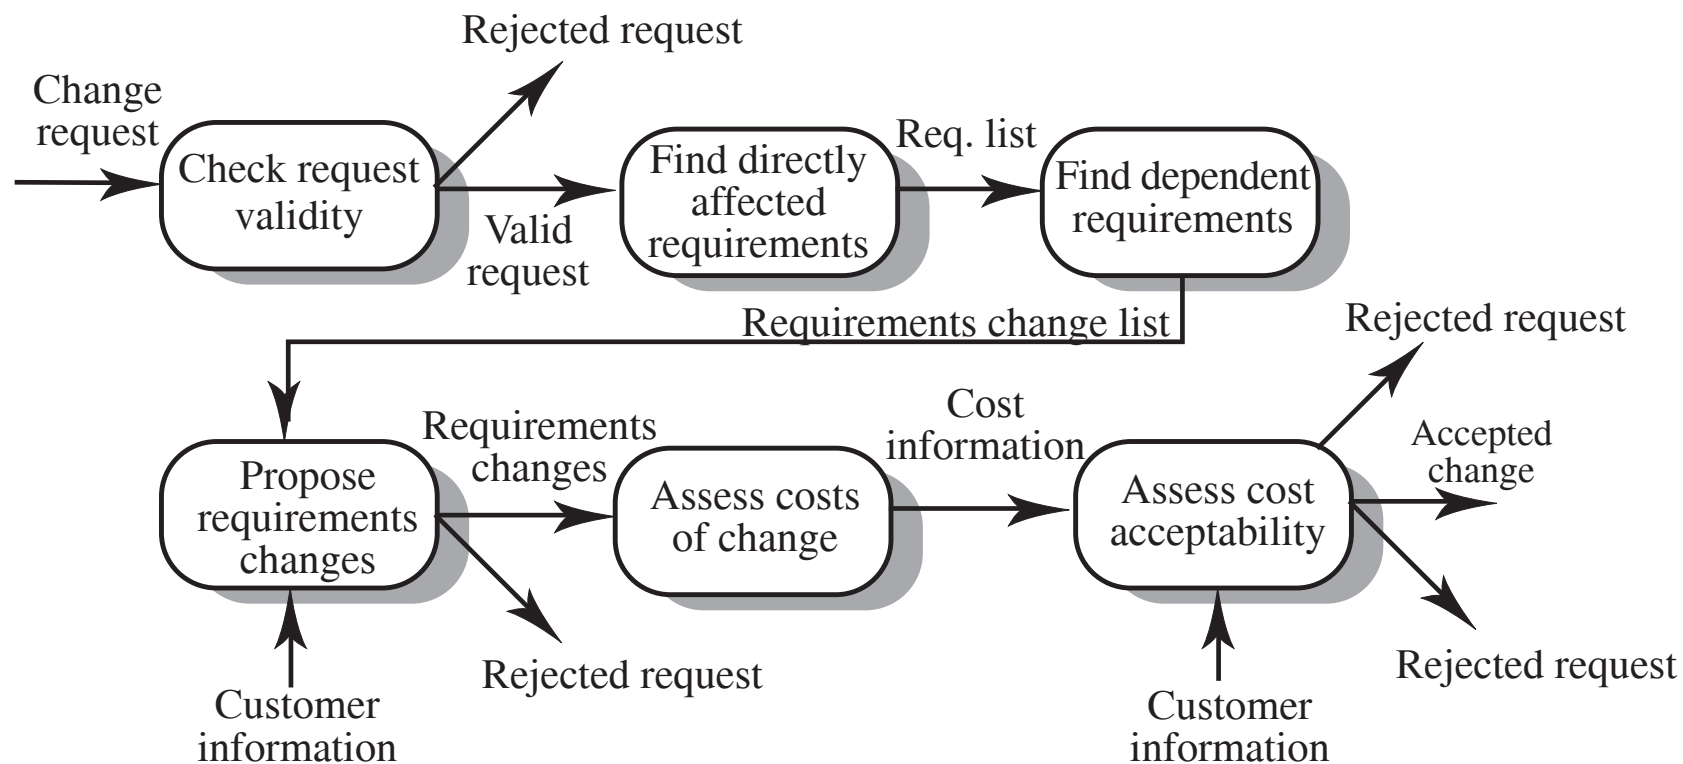 Rejected request
Change
request
Check request
validity
Valid
request
Find directly
affected
requirements
Req. list
Find dependent
requirements
Requirements change list
Propose
requirements
changes
Customer
information
Requirements
changes
Rejected request
Assess costs
of change
Cost
information
Assess cost
acceptability
Customer
information
Rejected request
Accepted
change
Rejected request